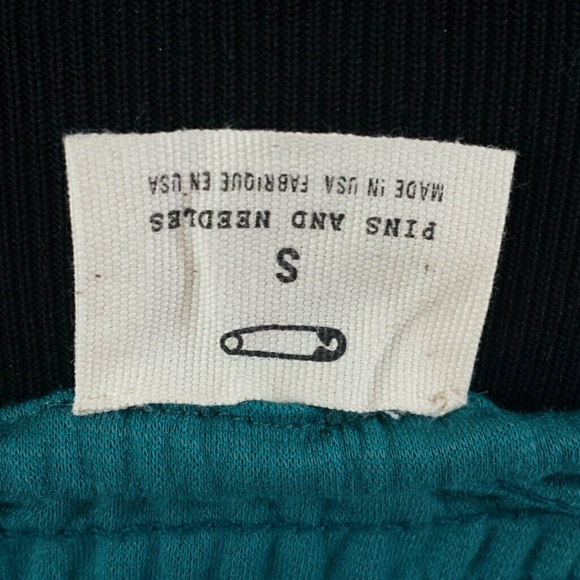 S
PINS AND NEEDLES
MADE IN USA FABRIQUE EN USA